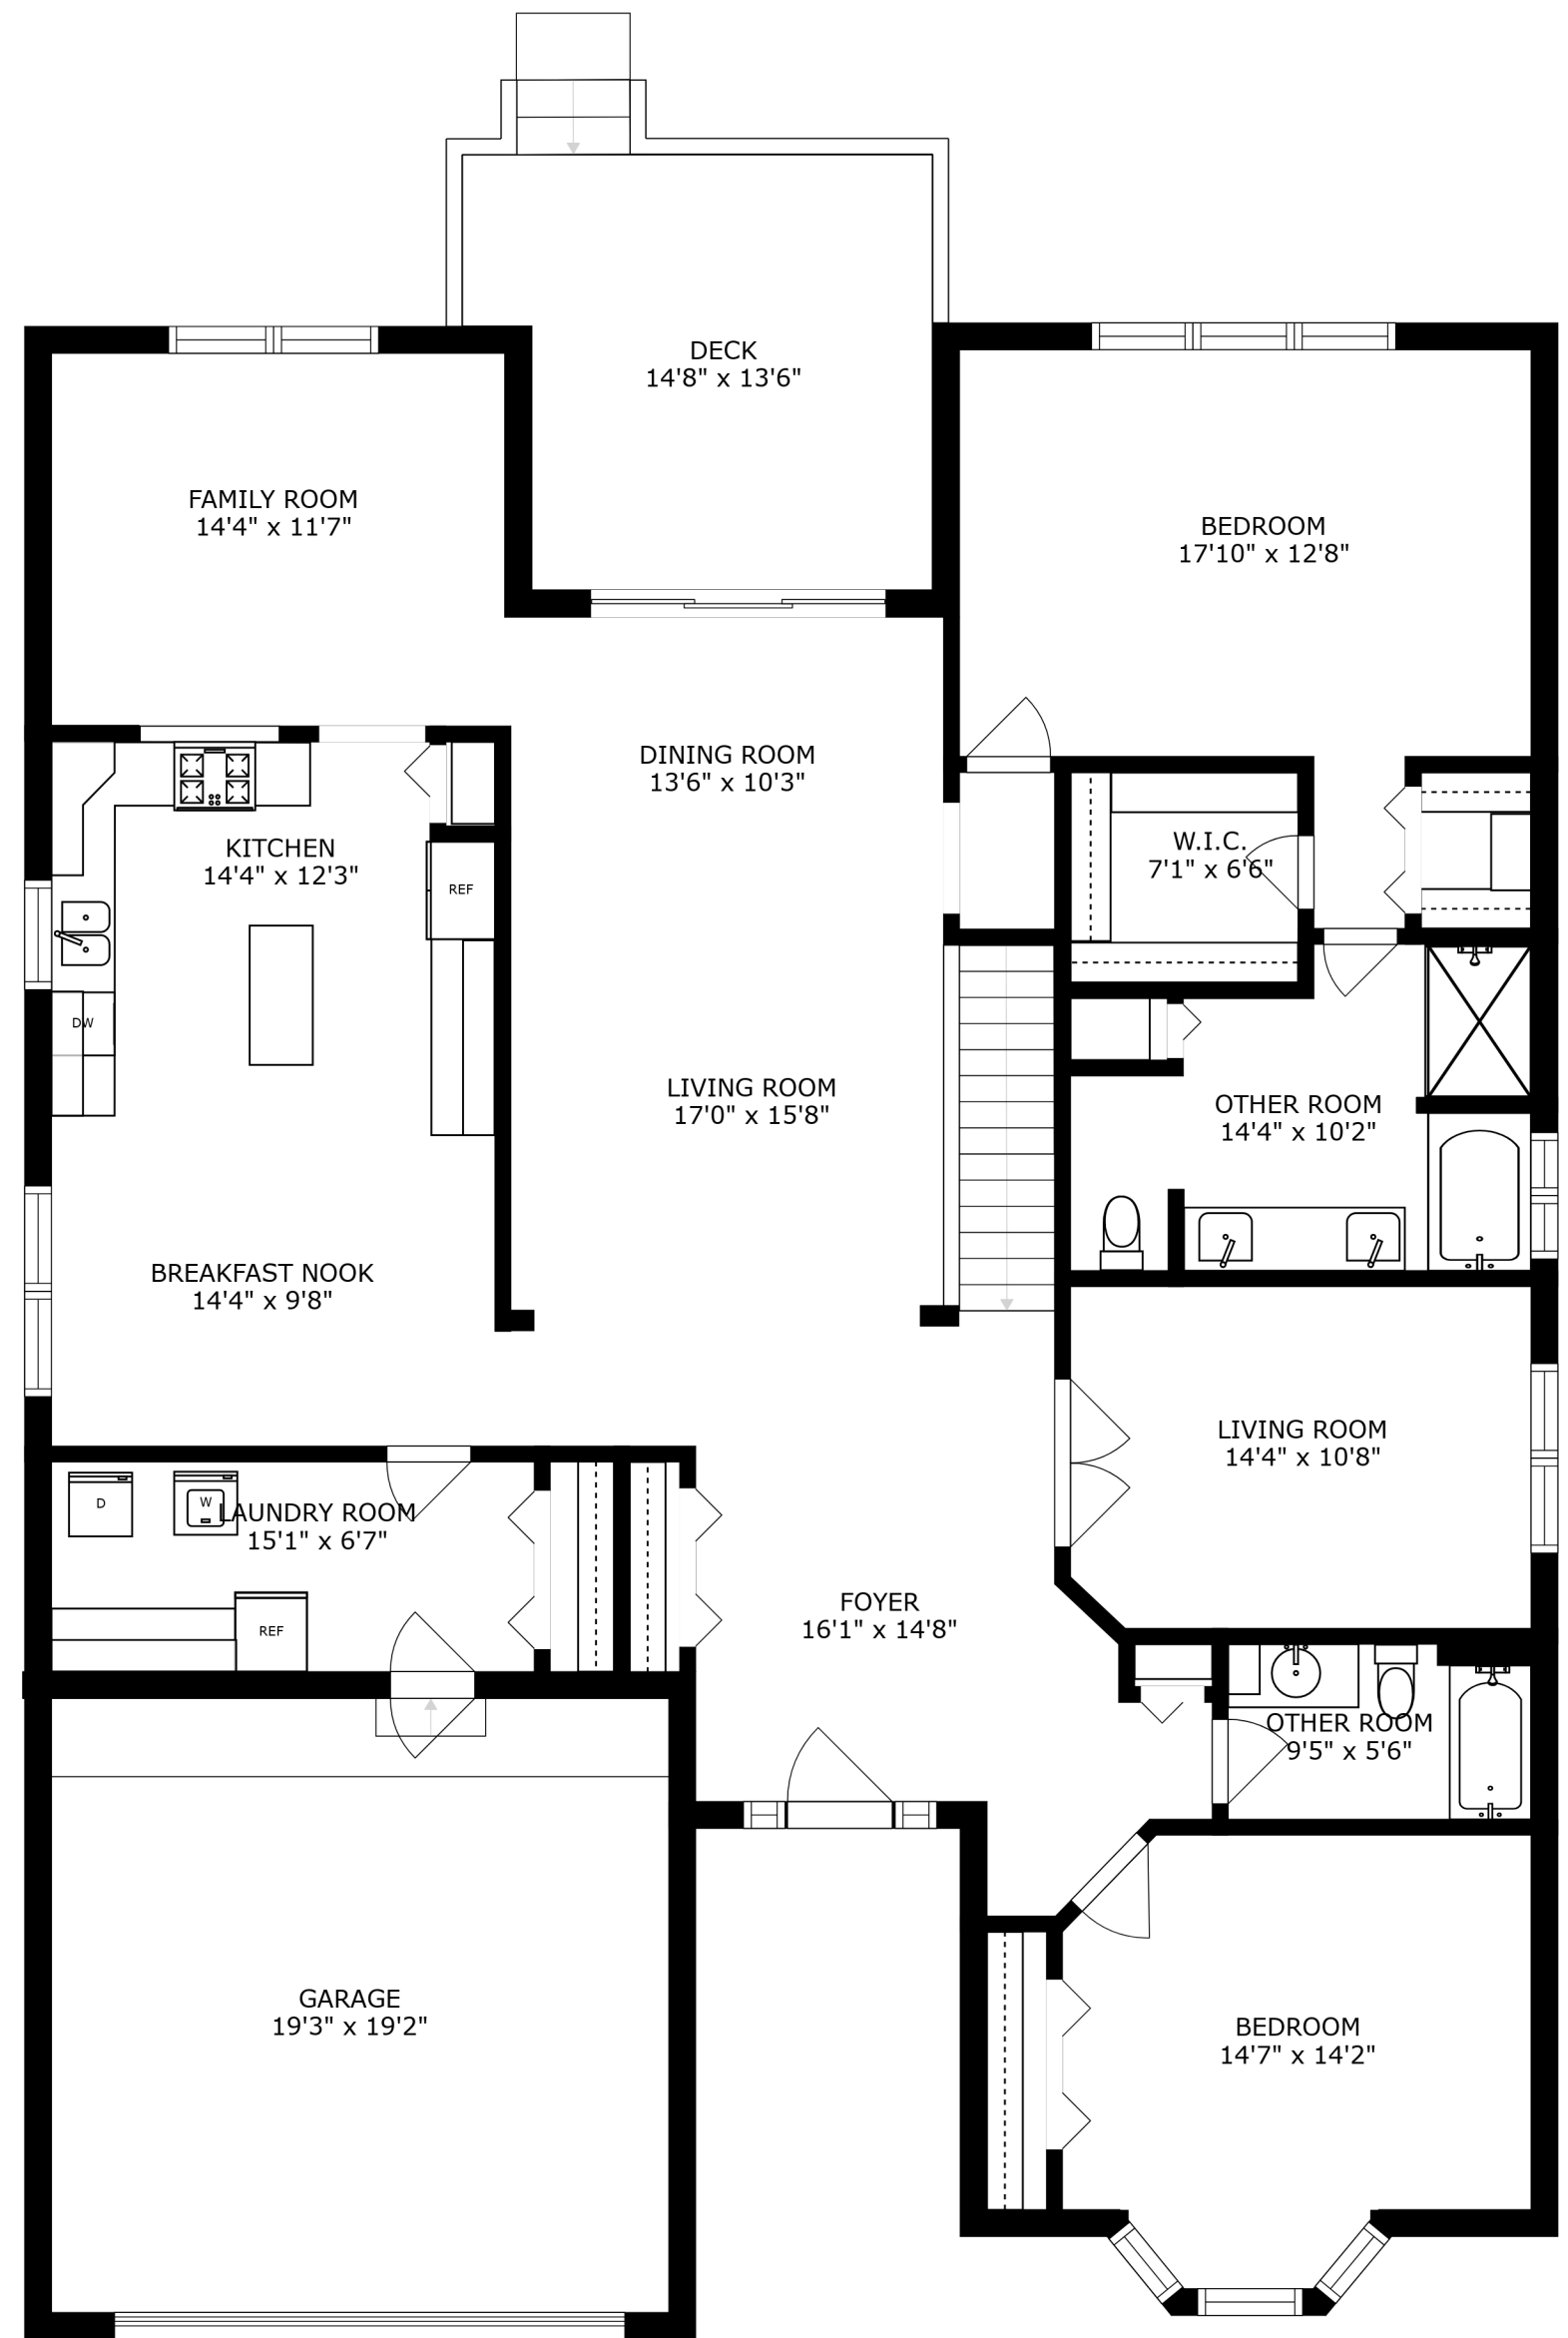 DECK
14'8" x 13'6"
FAMILY ROOM
14'4" x 11'7"
BEDROOM
17'10" x 12'8"
DINING ROOM
13'6" x 10'3"
KITCHEN
14'4" x 12'3"
W.I.C.
7'1" x 6'6"
REF
DW
LIVING ROOM
17'0" x 15'8"
OTHER ROOM
14'4" x 10'2"
BREAKFAST NOOK
14'4" x 9'8"
LIVING ROOM
14'4" x 10'8"
D
W
LAUNDRY ROOM
15'1" x 6'7"
REF
FOYER
16'1" x 14'8"
OTHER ROOM
9'5" x 5'6"
GARAGE
19'3" x 19'2"
BEDROOM
14'7" x 14'2"